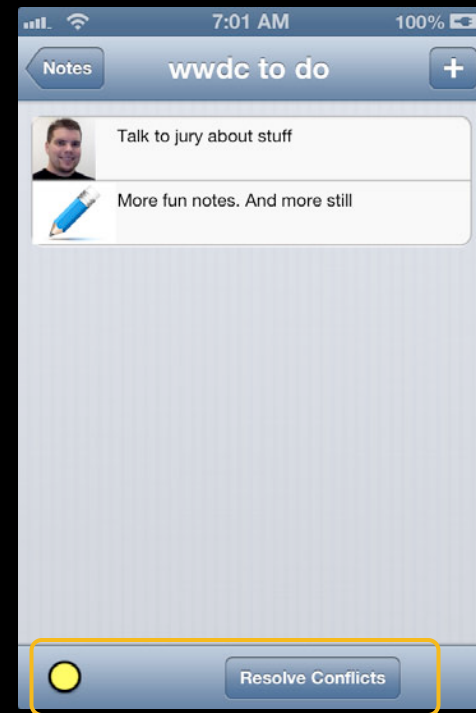 7:01 AM 100%
Notes wwdc to do +
Talk to jury about stuff
More fun notes. And more still
Resolve Conflicts